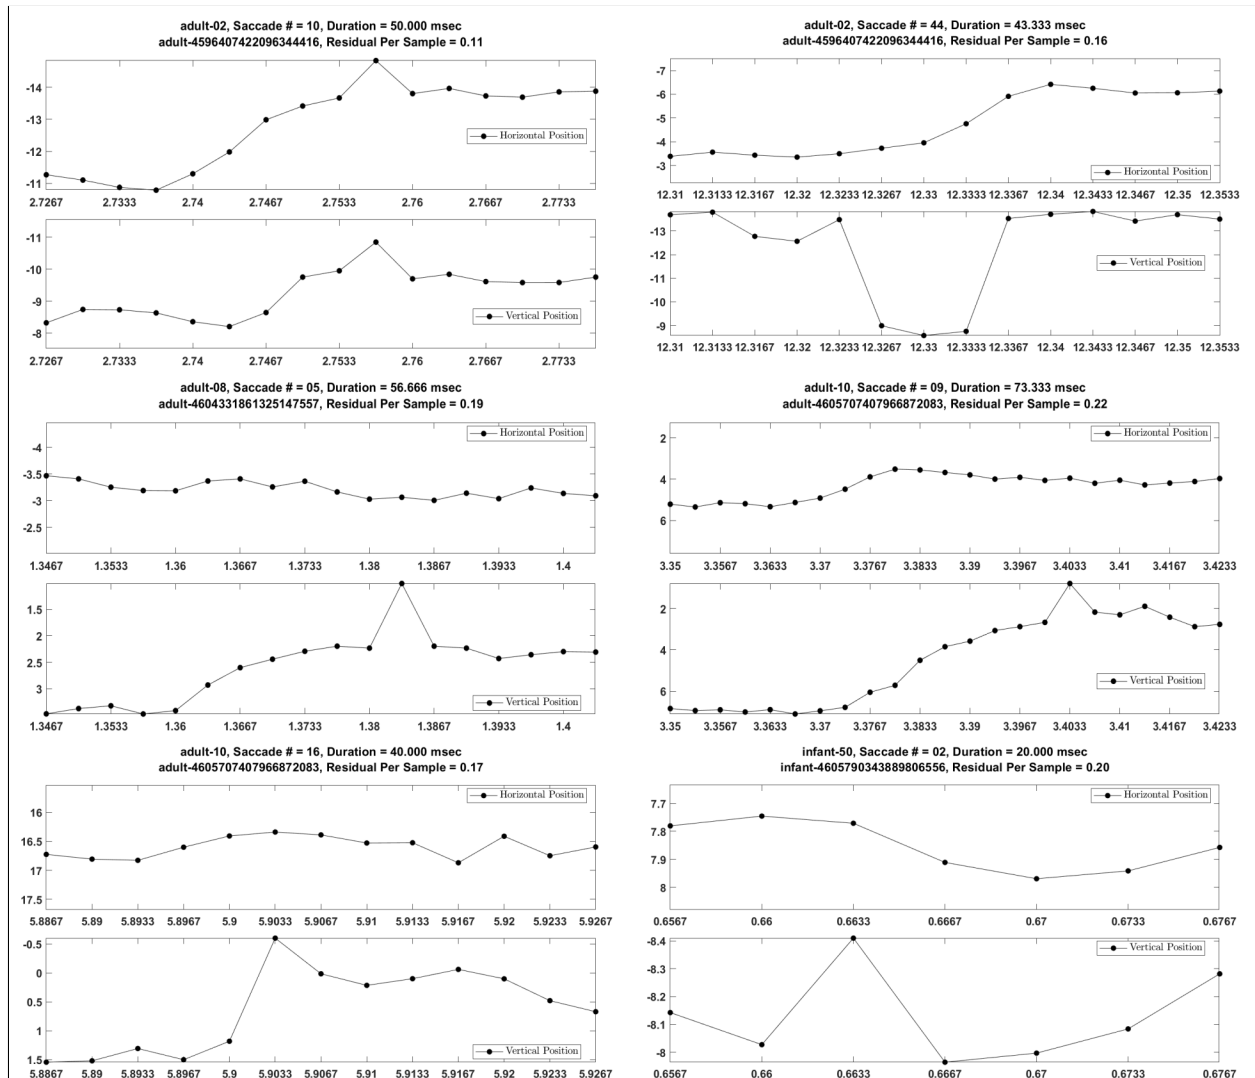 adult-02, Saccade # = 10, Duration = 50.000 msec
adult-4596407422096344416, Residual Per Sample = 0.11
-14
-13
-12
-11
Horizontal Position
2.7267 2.7333 2.74 2.7467 2.7533 2.76 2.7667 2.7733
-11
-10
-9
-8
Vertical Position
2.7267 2.7333 2.74 2.7467 2.7533 2.76 2.7667 2.7733
adult-02, Saccade # = 44, Duration = 43.333 msec
adult-4596407422096344416, Residual Per Sample = 0.16
-7
-6
-5
-4
-3
Horizontal Position
12.31 12.3133 12.3167 12.32 12.3233 12.3267 12.33 12.3333 12.3367 12.34 12.3433 12.3467 12.35 12.3533
-13
-12
-11
-10
-9
Vertical Position
12.31 12.3133 12.3167 12.32 12.3233 12.3267 12.33 12.3333 12.3367 12.34 12.3433 12.3467 12.35 12.3533
adult-08, Saccade # = 05, Duration = 56.666 msec
adult-4604331861325147557, Residual Per Sample = 0.19
Horizontal Position
-4
-3.5
-3
-2.5
1.3467 1.3533 1.36 1.3667 1.3733 1.38 1.3867 1.3933 1.4
1.5
2
2.5
3
Vertical Position
1.3467 1.3533 1.36 1.3667 1.3733 1.38 1.3867 1.3933 1.4
adult-10, Saccade # = 09, Duration = 73.333 msec
adult-4605707407966872083, Residual Per Sample = 0.22
Horizontal Position
2
4
6
3.35 3.3567 3.3633 3.37 3.3767 3.3833 3.39 3.3967 3.4033 3.41 3.4167 3.4233
2
4
6
Vertical Position
3.35 3.3567 3.3633 3.37 3.3767 3.3833 3.39 3.3967 3.4033 3.41 3.4167 3.4233
adult-10, Saccade # = 16, Duration = 40.000 msec
adult-4605707407966872083, Residual Per Sample = 0.17
Horizontal Position
16
16.5
17
17.5
5.8867 5.89 5.8933 5.8967 5.9 5.9033 5.9067 5.91 5.9133 5.9167 5.92 5.9233 5.9267
-0.5
0
0.5
1
1.5
Vertical Position
5.8867 5.89 5.8933 5.8967 5.9 5.9033 5.9067 5.91 5.9133 5.9167 5.92 5.9233 5.9267
infant-50, Saccade # = 02, Duration = 20.000 msec
infant-4605790343889806556, Residual Per Sample = 0.20
Horizontal Position
7.7
7.8
7.9
8
0.6567 0.66 0.6633 0.6667 0.67 0.6733 0.6767
Vertical Position
-8.4
-8.3
-8.2
-8.1
-8
0.6567 0.66 0.6633 0.6667 0.67 0.6733 0.6767